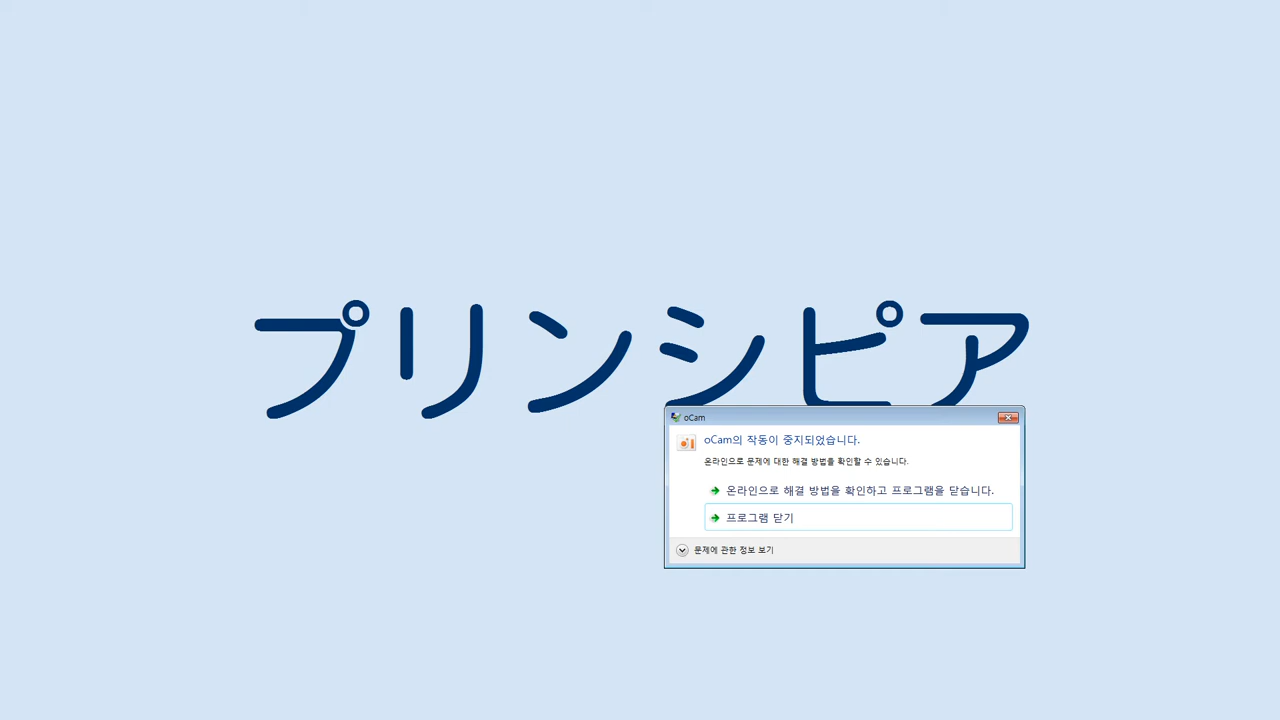 プリンシピア
oCam
oCam의 작동이 중지되었습니다.
온라인으로 문제에 대한 해결 방법을 확인할 수 있습니다.
온라인으로 해결 방법을 확인하고 프로그램을 닫습니다.
프로그램 닫기
문제에 관한 정보 보기